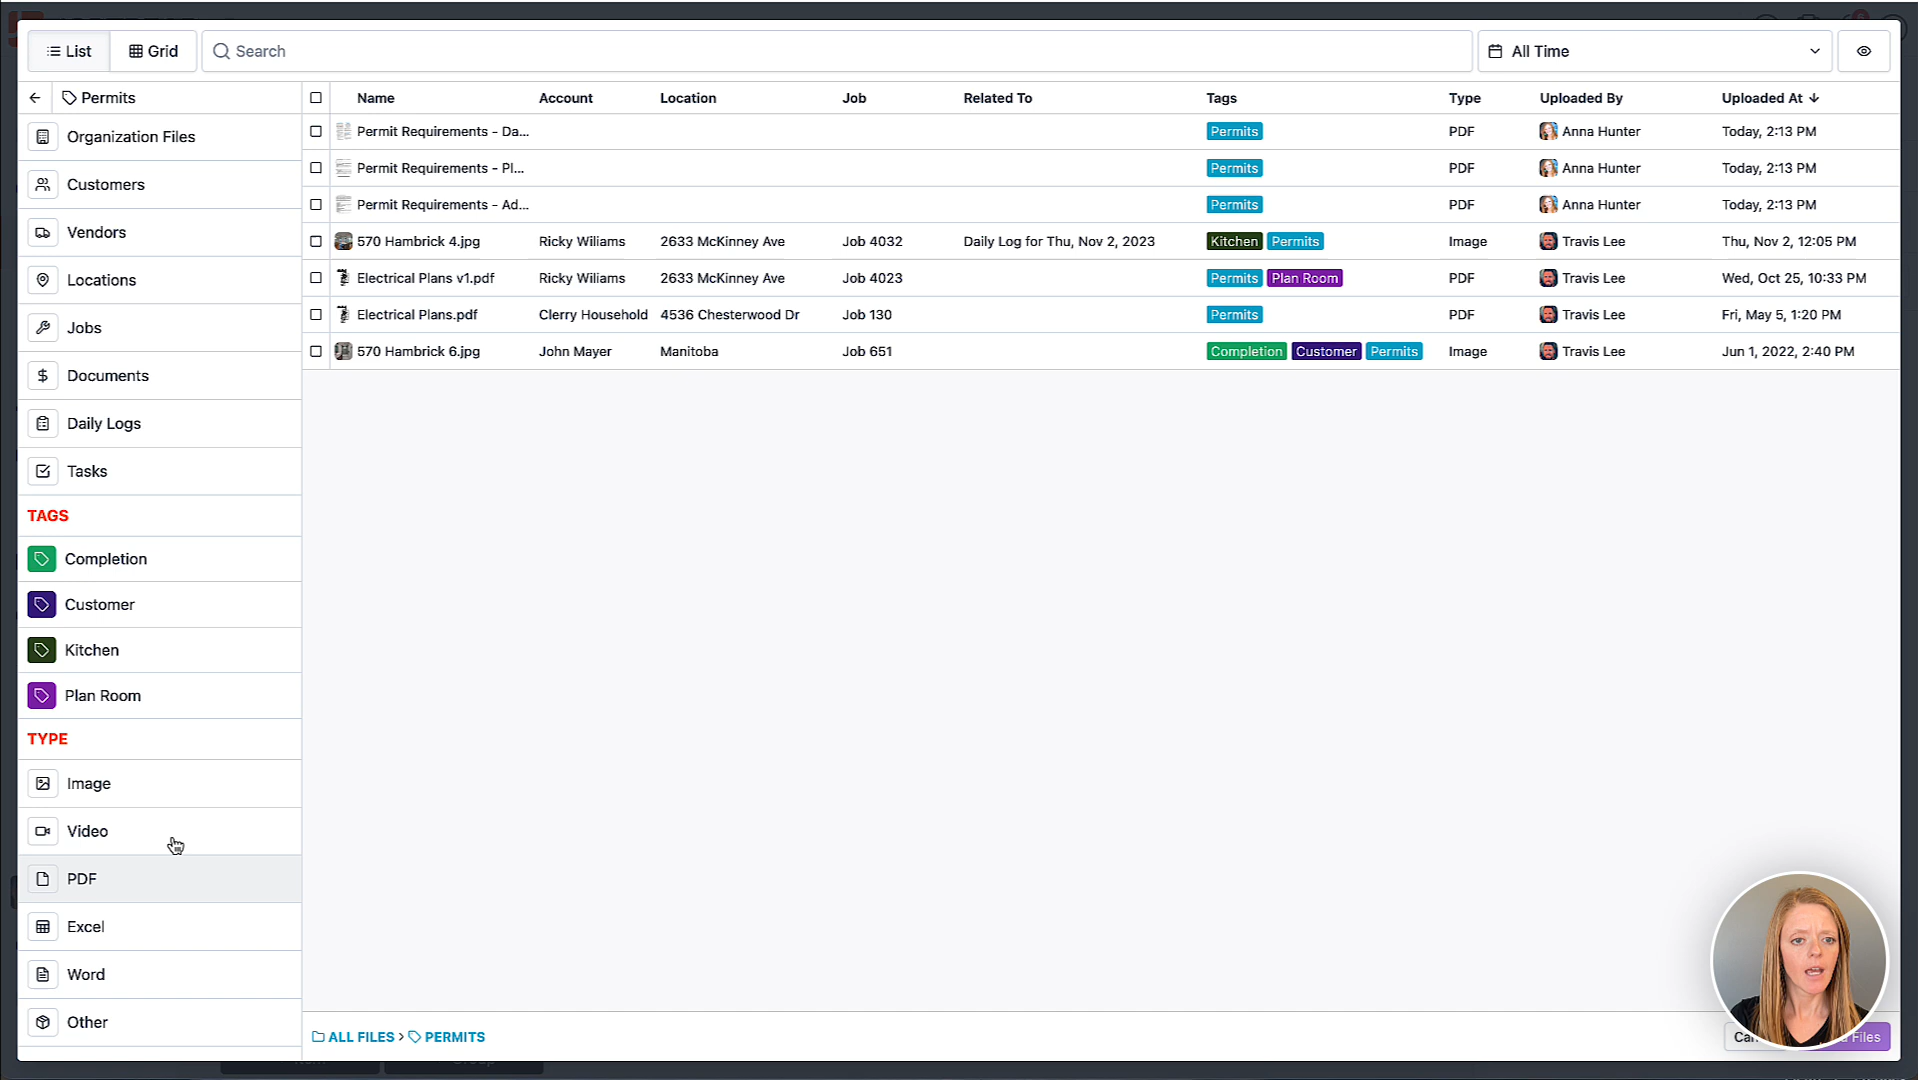 List
Grid
Search
All Time
Permits
Name Account Location Job Related To Tags Type Uploaded By Uploaded At
Organization Files
Customers
Vendors
Locations
Jobs
Documents
Daily Logs
Tasks
TAGS
Completion
Customer
Kitchen
Plan Room
TYPE
Image
Video
PDF
Excel
Word
Other
Permit Requirements - Da... Permits PDF Anna Hunter Today, 2:13 PM
Permit Requirements - Pl... Permits PDF Anna Hunter Today, 2:13 PM
Permit Requirements - Ad... Permits PDF Anna Hunter Today, 2:13 PM
570 Hambrick 4.jpg Ricky Wiliams 2633 McKinney Ave Job 4032 Daily Log for Thu, Nov 2, 2023 Kitchen Permits Image Travis Lee Thu, Nov 2, 12:05 PM
Electrical Plans v1.pdf Ricky Wiliams 2633 McKinney Ave Job 4023 Permits Plan Room PDF Travis Lee Wed, Oct 25, 10:33 PM
Electrical Plans.pdf Clerry Household 4536 Chesterwood Dr Job 130 Permits PDF Travis Lee Fri, May 5, 1:20 PM
570 Hambrick 6.jpg John Mayer Manitoba Job 651 Completion Customer Permits Image Travis Lee Jun 1, 2022, 2:40 PM
ALL FILES > PERMITS
Files